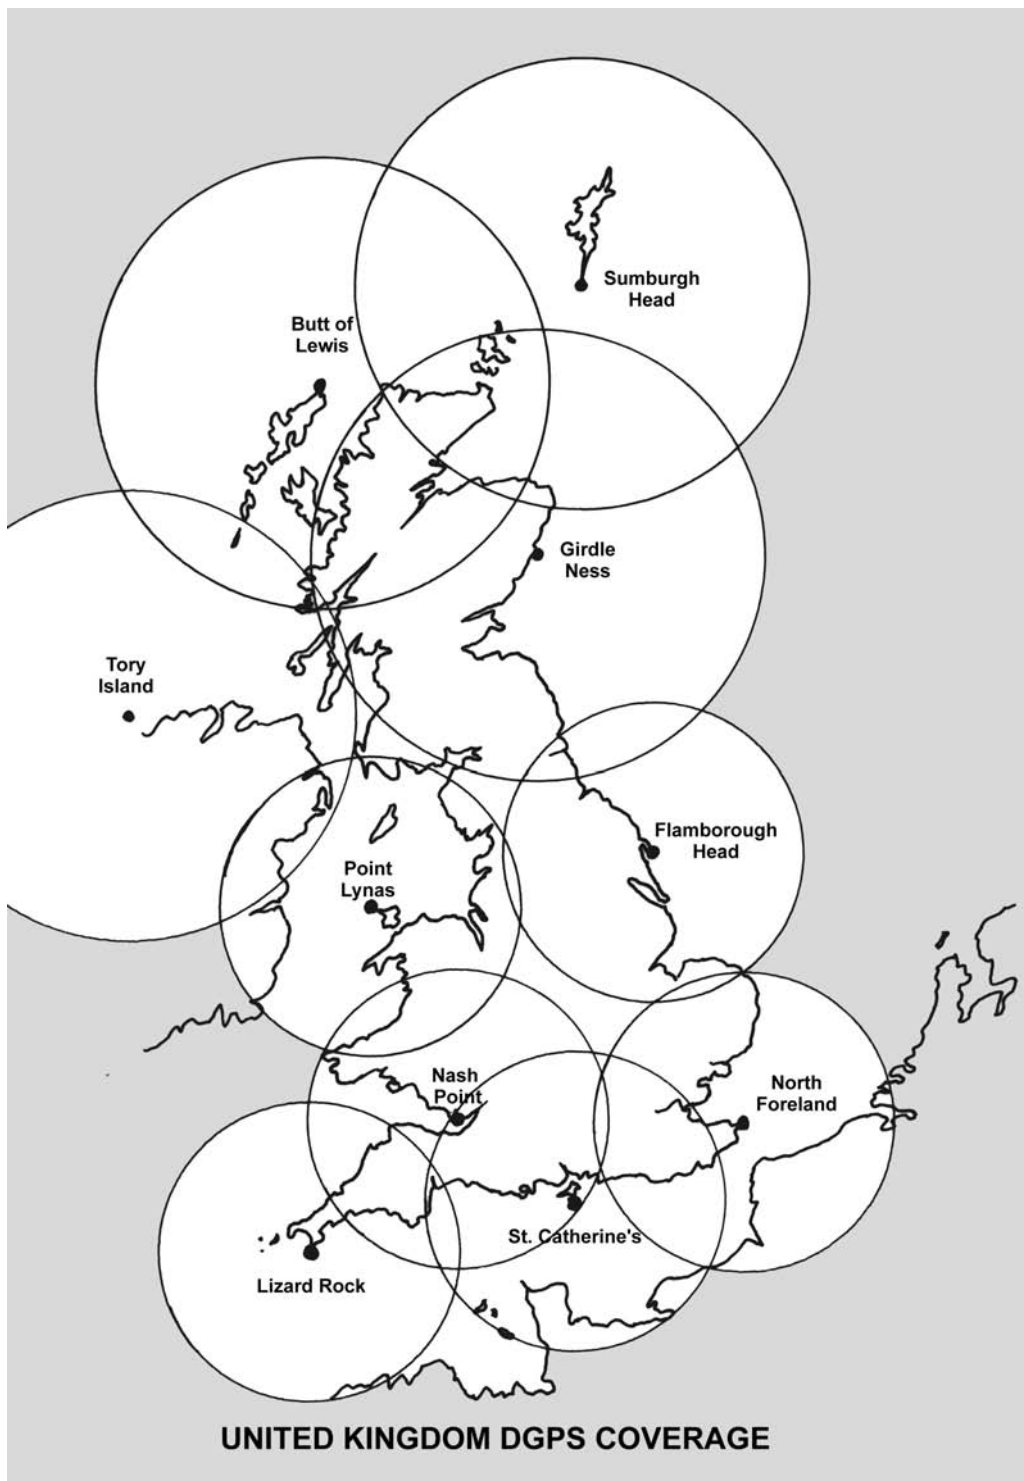 Sumburgh
Head
Butt of
Lewis
Girdle
Ness
Tory
Island
Flamborough
Head
Point
Lynas
Nash
Point
North
Foreland
St. Catherine's
Lizard Rock
UNITED KINGDOM DGPS COVERAGE